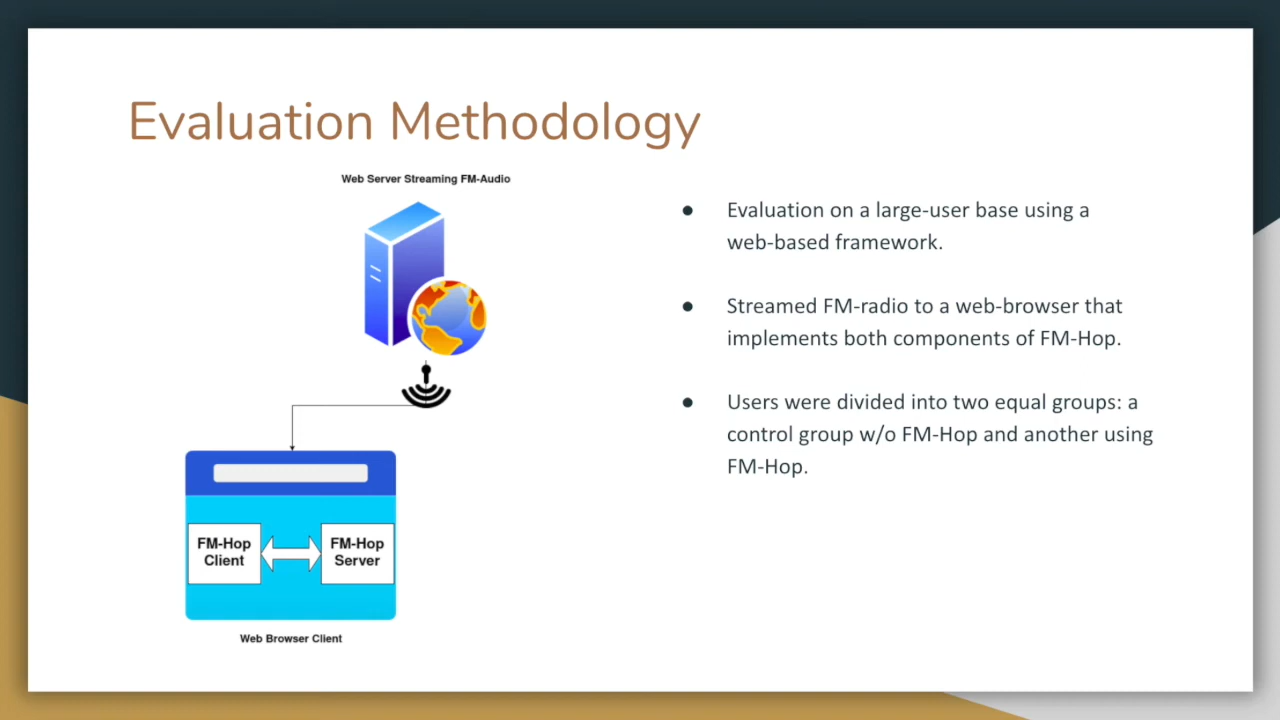 Evaluation Methodology
Web Server Streaming FM-Audio
FM-Hop
Client
FM-Hop
Server
Web Browser Client
● Evaluation on a large-user base using a
web-based framework.
● Streamed FM-radio to a web-browser that
implements both components of FM-Hop.
● Users were divided into two equal groups: a
control group w/o FM-Hop and another using
FM-Hop.